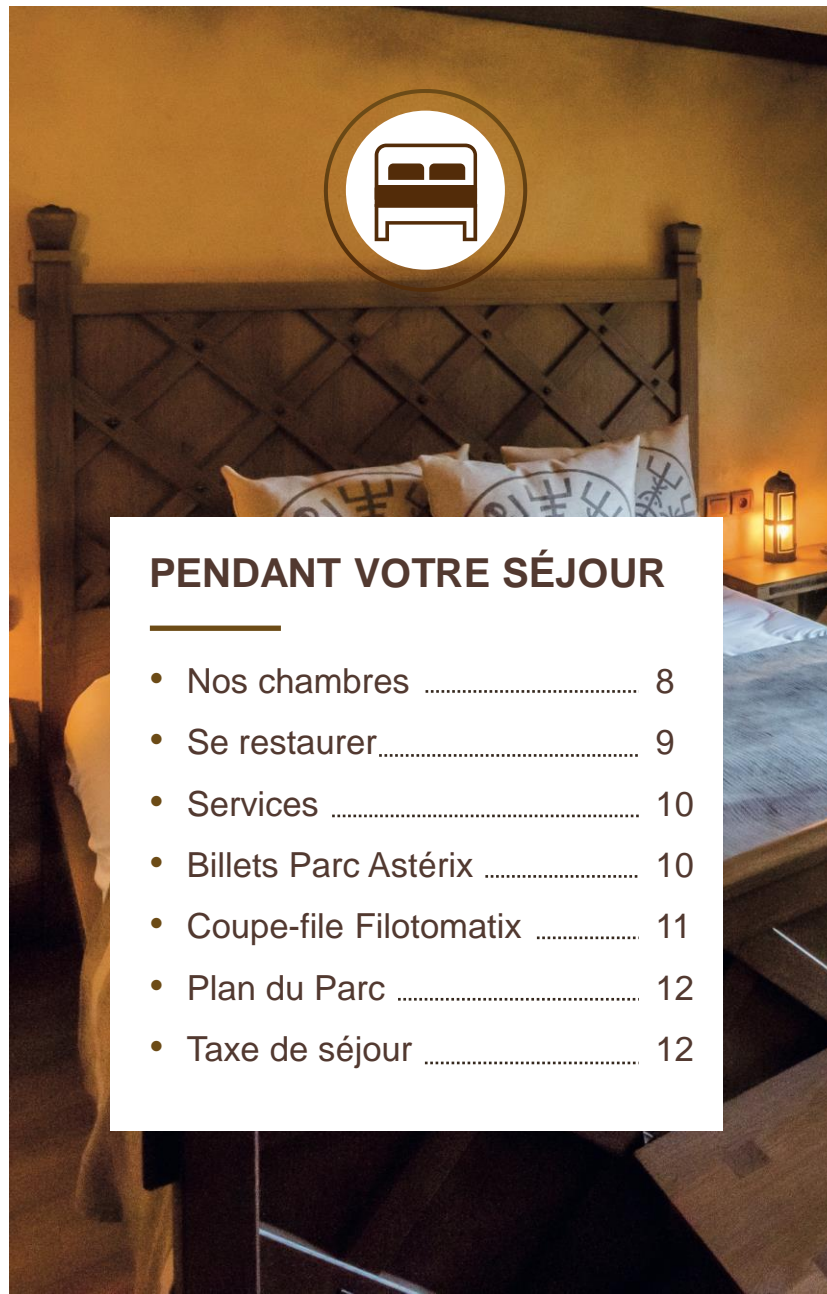 PENDANT VOTRE SÉJOUR
• Nos chambres ........ 8
• Se restaurer ........ 9
• Services ........ 10
• Billets Parc Astérix ........ 10
• Coupe-file Filotomatix ........ 11
• Plan du Parc ........ 12
• Taxe de séjour ........ 12